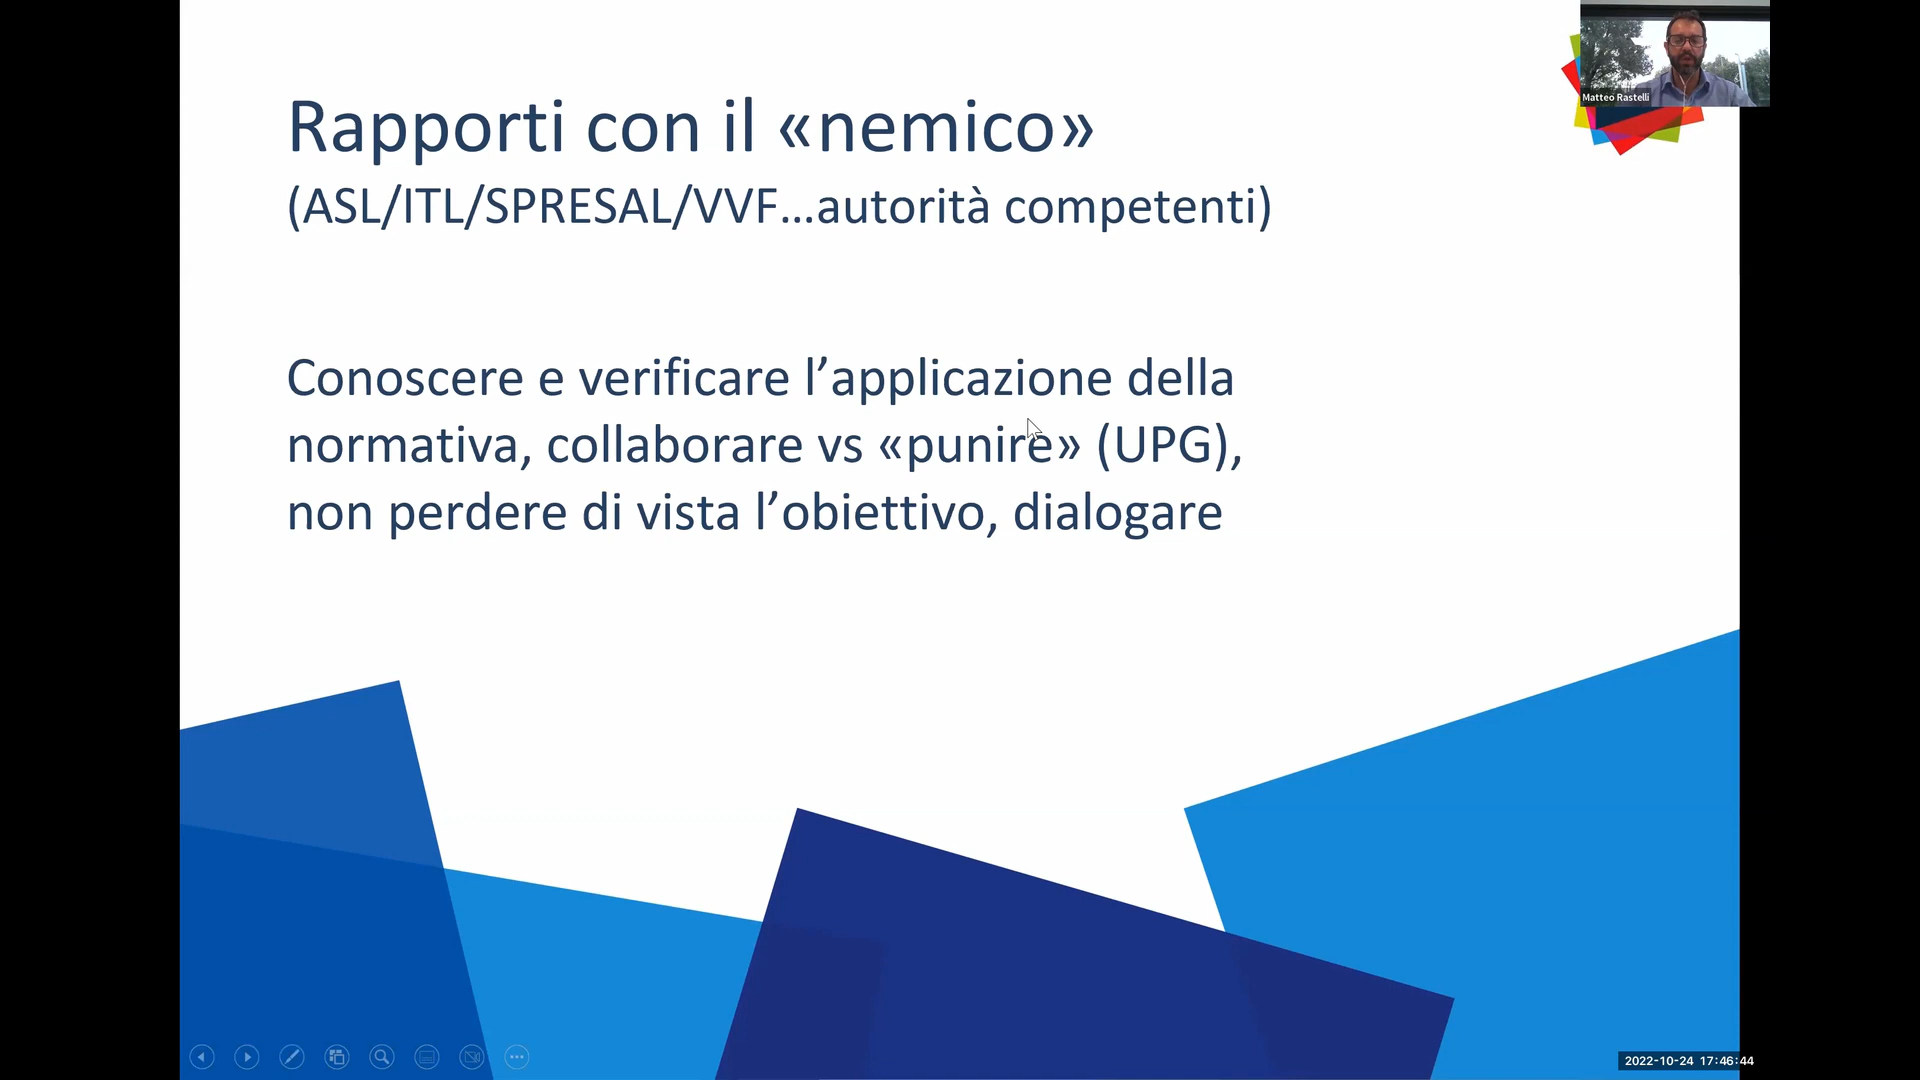 Matteo Rastelli
Rapporti con il «nemico»
(ASL/ITL/SPRESAL/VVF...autorità competenti)
Conoscere e verificare l’applicazione della
normativa, collaborare vs «punire» (UPG),
non perdere di vista l’obiettivo, dialogare
2022-10-24 17:46:44